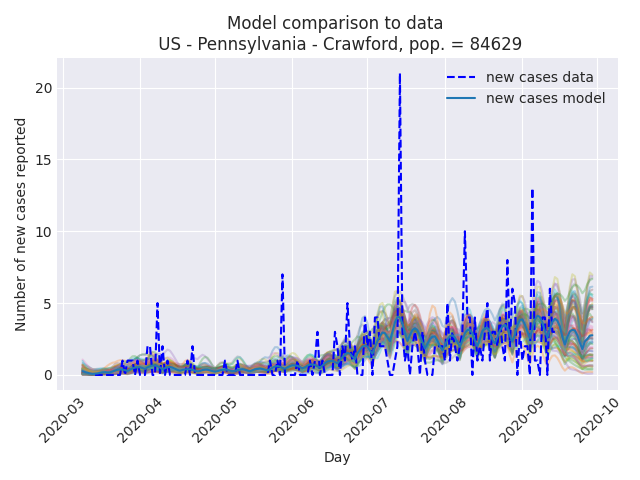 Model comparison to data
US - Pennsylvania - Crawford, pop. = 84629
new cases data
new cases model
Number of new cases reported
20
15
10
5
0
2020-03
2020-04
2020-05
2020-06
2020-07
2020-08
2020-09
2020-10
Day